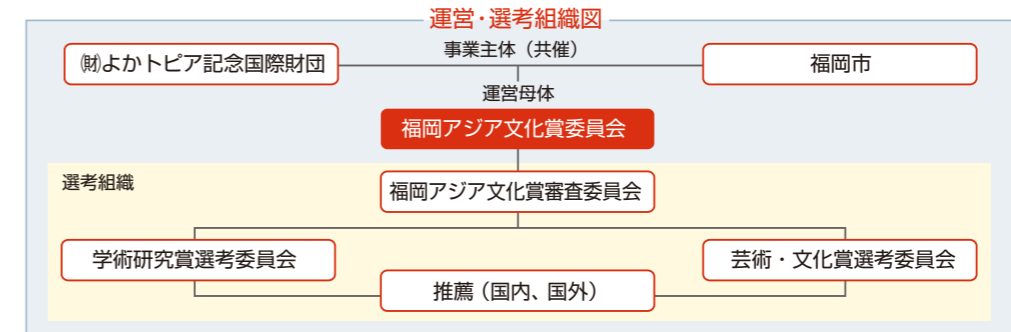 運営・選考組織図
㈶よかトピア記念国際財団
事業主体（共催）
福岡市
運営母体
福岡アジア文化賞委員会
選考組織
福岡アジア文化賞審査委員会
学術研究賞選考委員会
芸術・文化賞選考委員会
推薦（国内、国外）